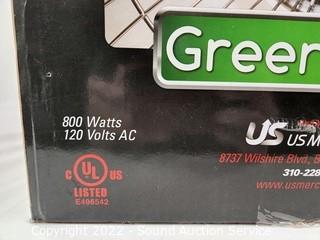 Green
800 Watts
120 Volts AC
US
US M
8737 Wilshire Blvd, B
C UL US
310-228
LISTED
www.usmerc
E496542
Copyright 2022 - Sound Auction Service